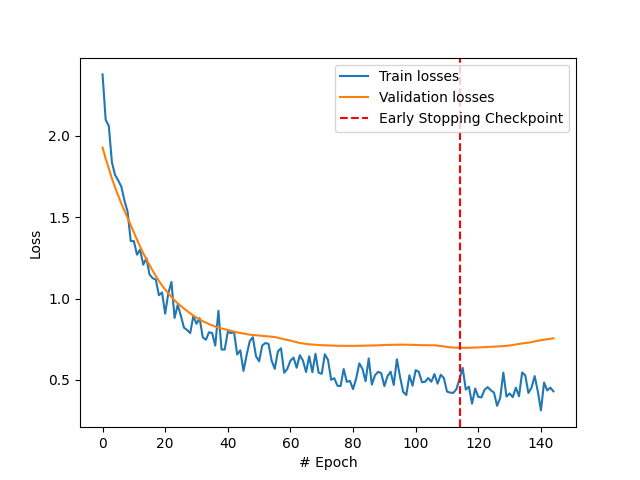 Train losses
Validation losses
Early Stopping Checkpoint
Loss
2.0
1.5
1.0
0.5
0 20 40 60 80 100 120 140
# Epoch